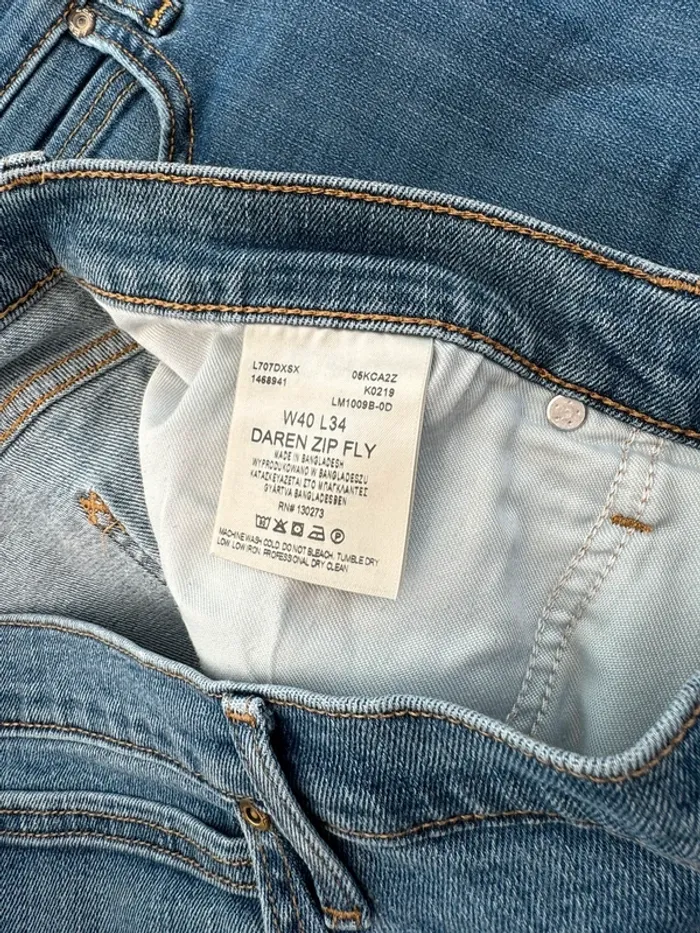 L707DXSX 05KCA2Z
1468941 K0219
LM1009B-0D
W40 L34
DAREN ZIP FLY
MADE IN BANGLADESH
WYPRODUKOWANO W BANGLADESZU
ΚΑΤΑΣΚΕΥΑΖΕΤΑΙ ΣΤΟ ΜΠΑΓΚΛΑΝΤΕΣ
GYÁRTVA BANGLADESBEN
RN# 130273
MACHINE WASH COLD. DO NOT BLEACH. TUMBLE DRY
LOW. LOW IRON. PROFESSIONAL DRY CLEAN